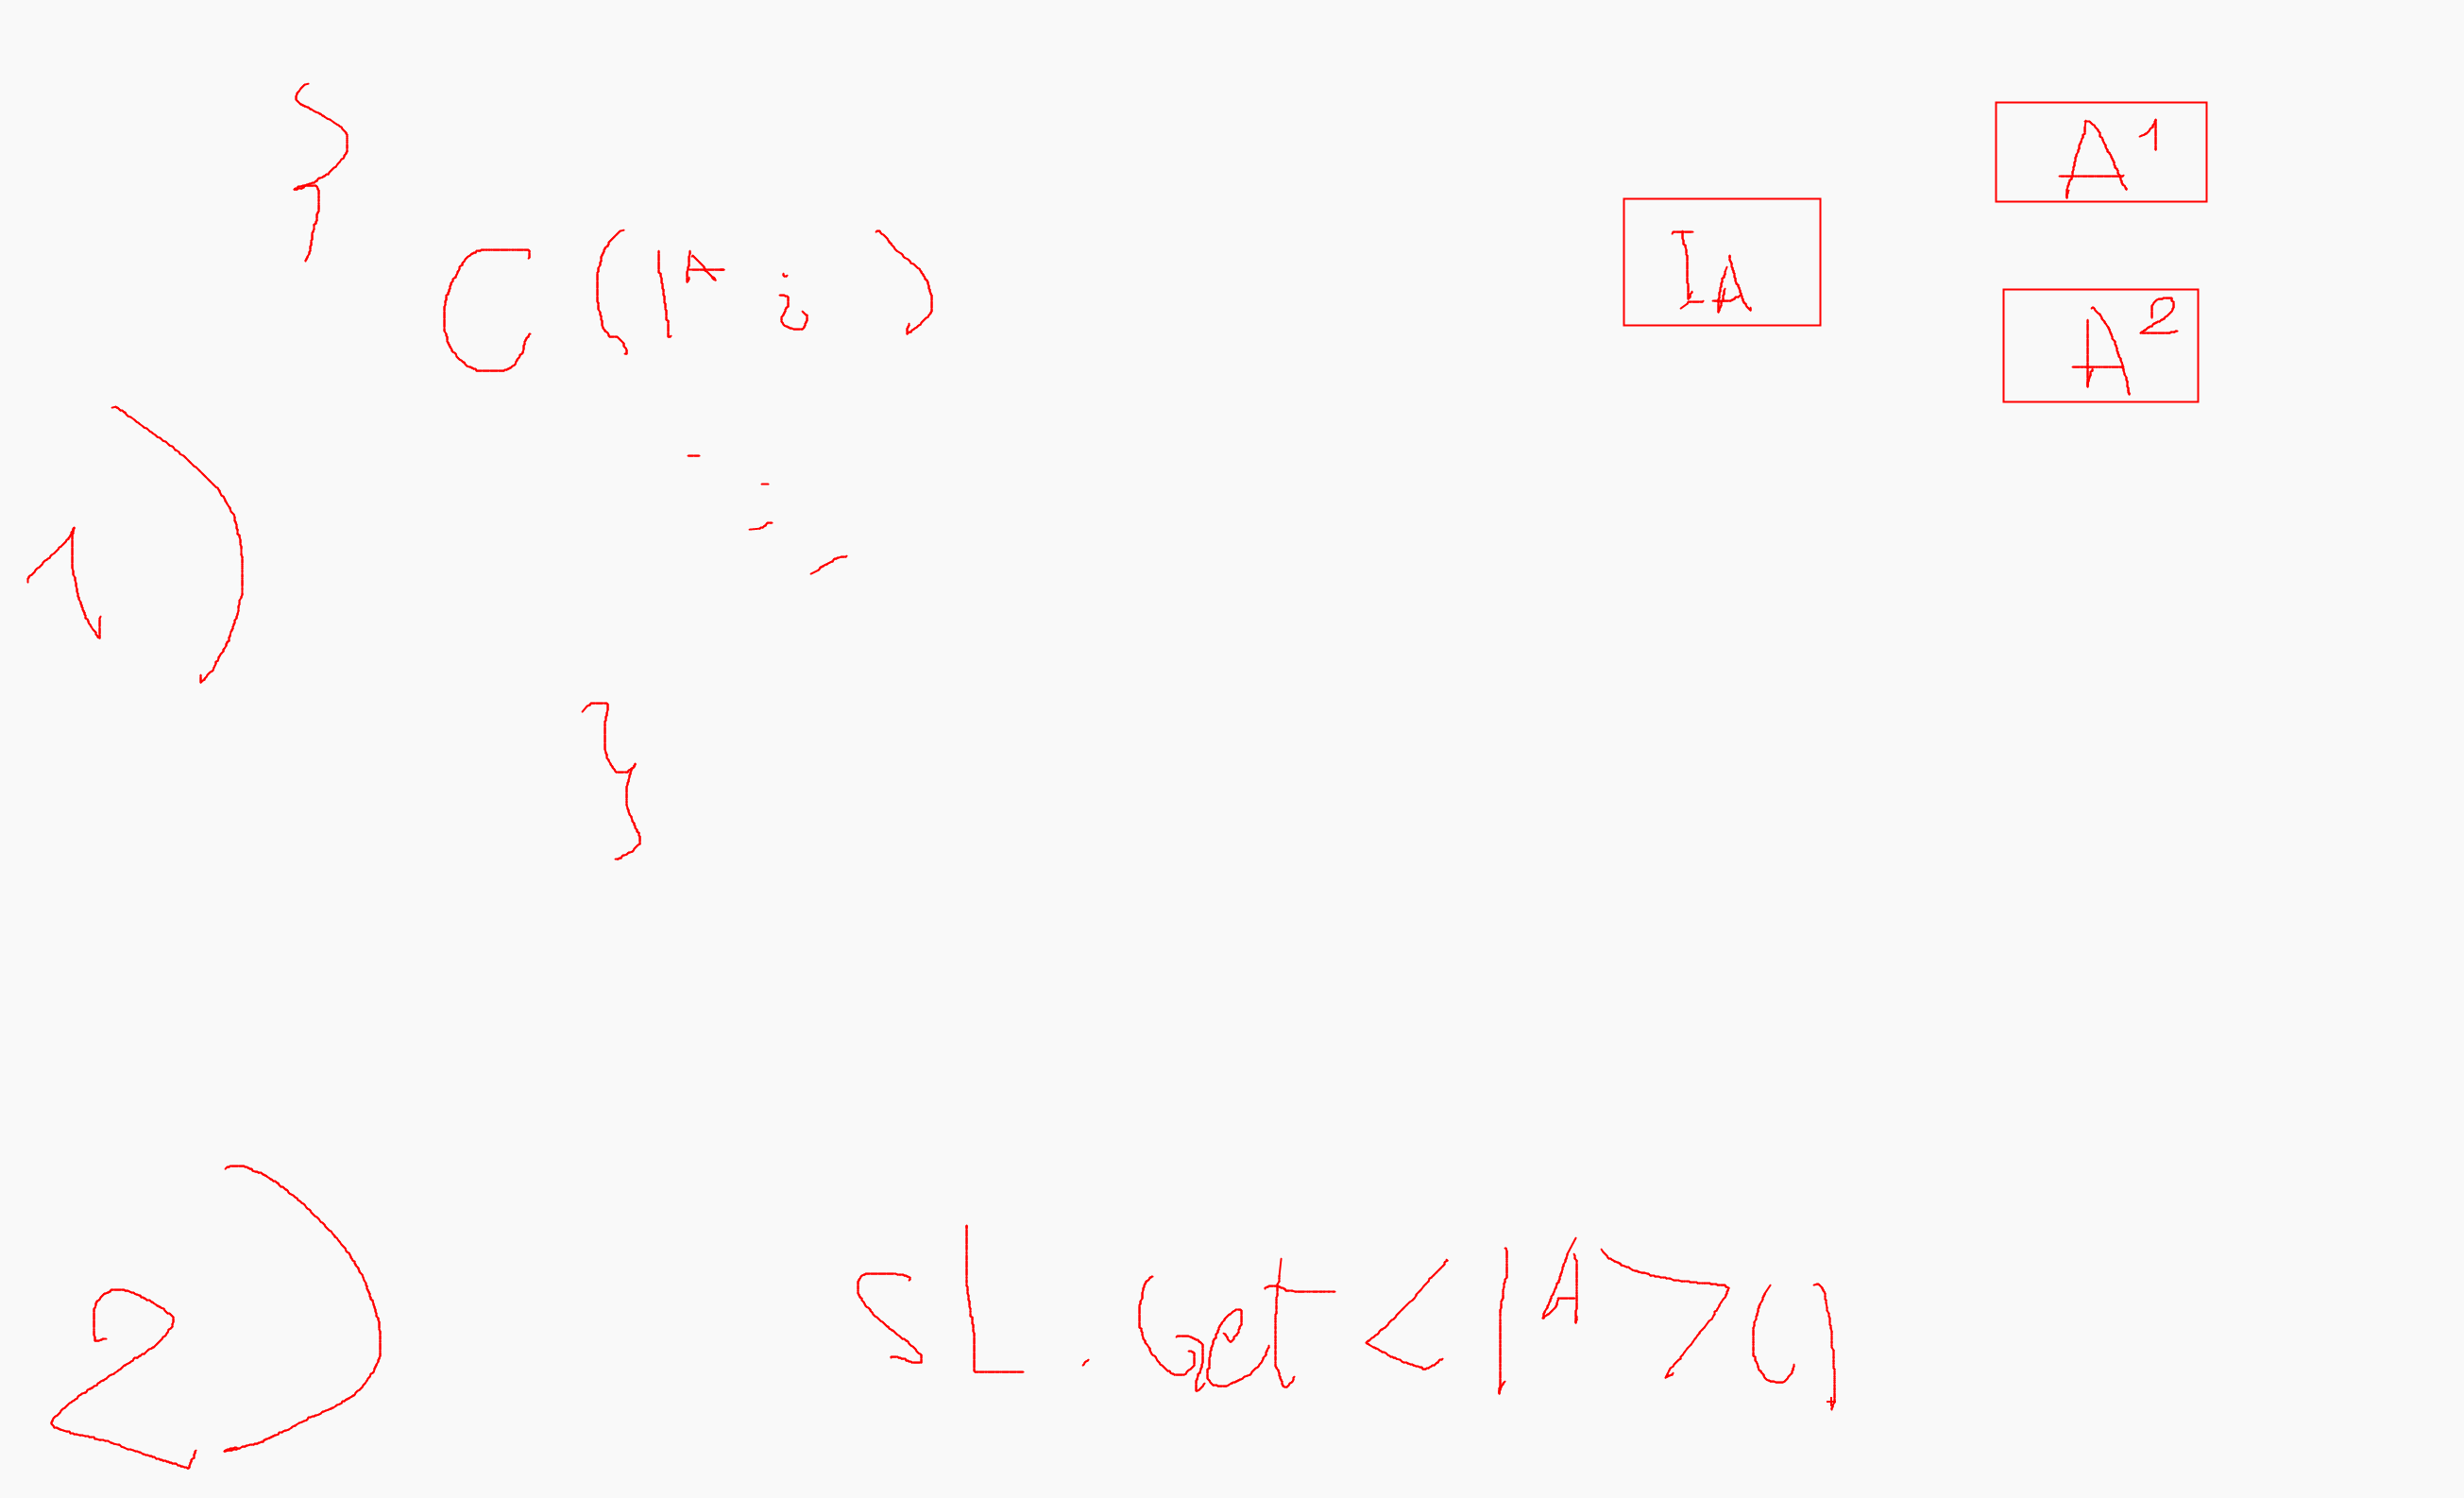 A¹
C (IA i)
IA
A²
1)
}
2) SL.Get<IA>()